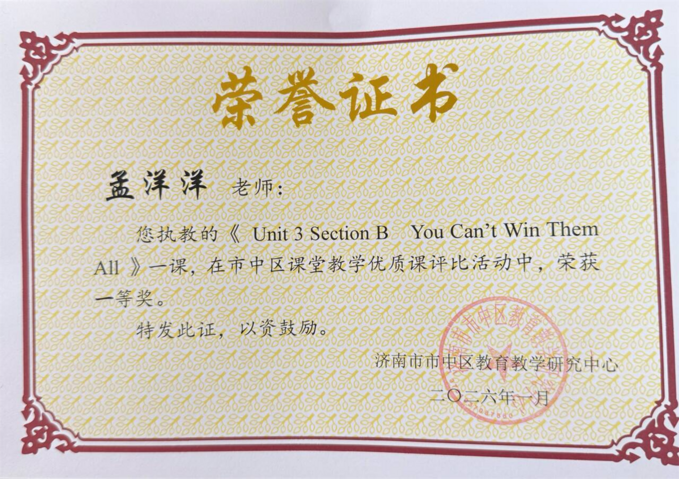 荣誉证书
孟洋洋 老师：
您执教的《 Unit 3 Section B You Can't Win Them
All 》一课，在市中区课堂教学优质课评比活动中，荣获
一等奖。
特发此证，以资鼓励。
济南市市中区教育教学研究中心
二〇二六年一月